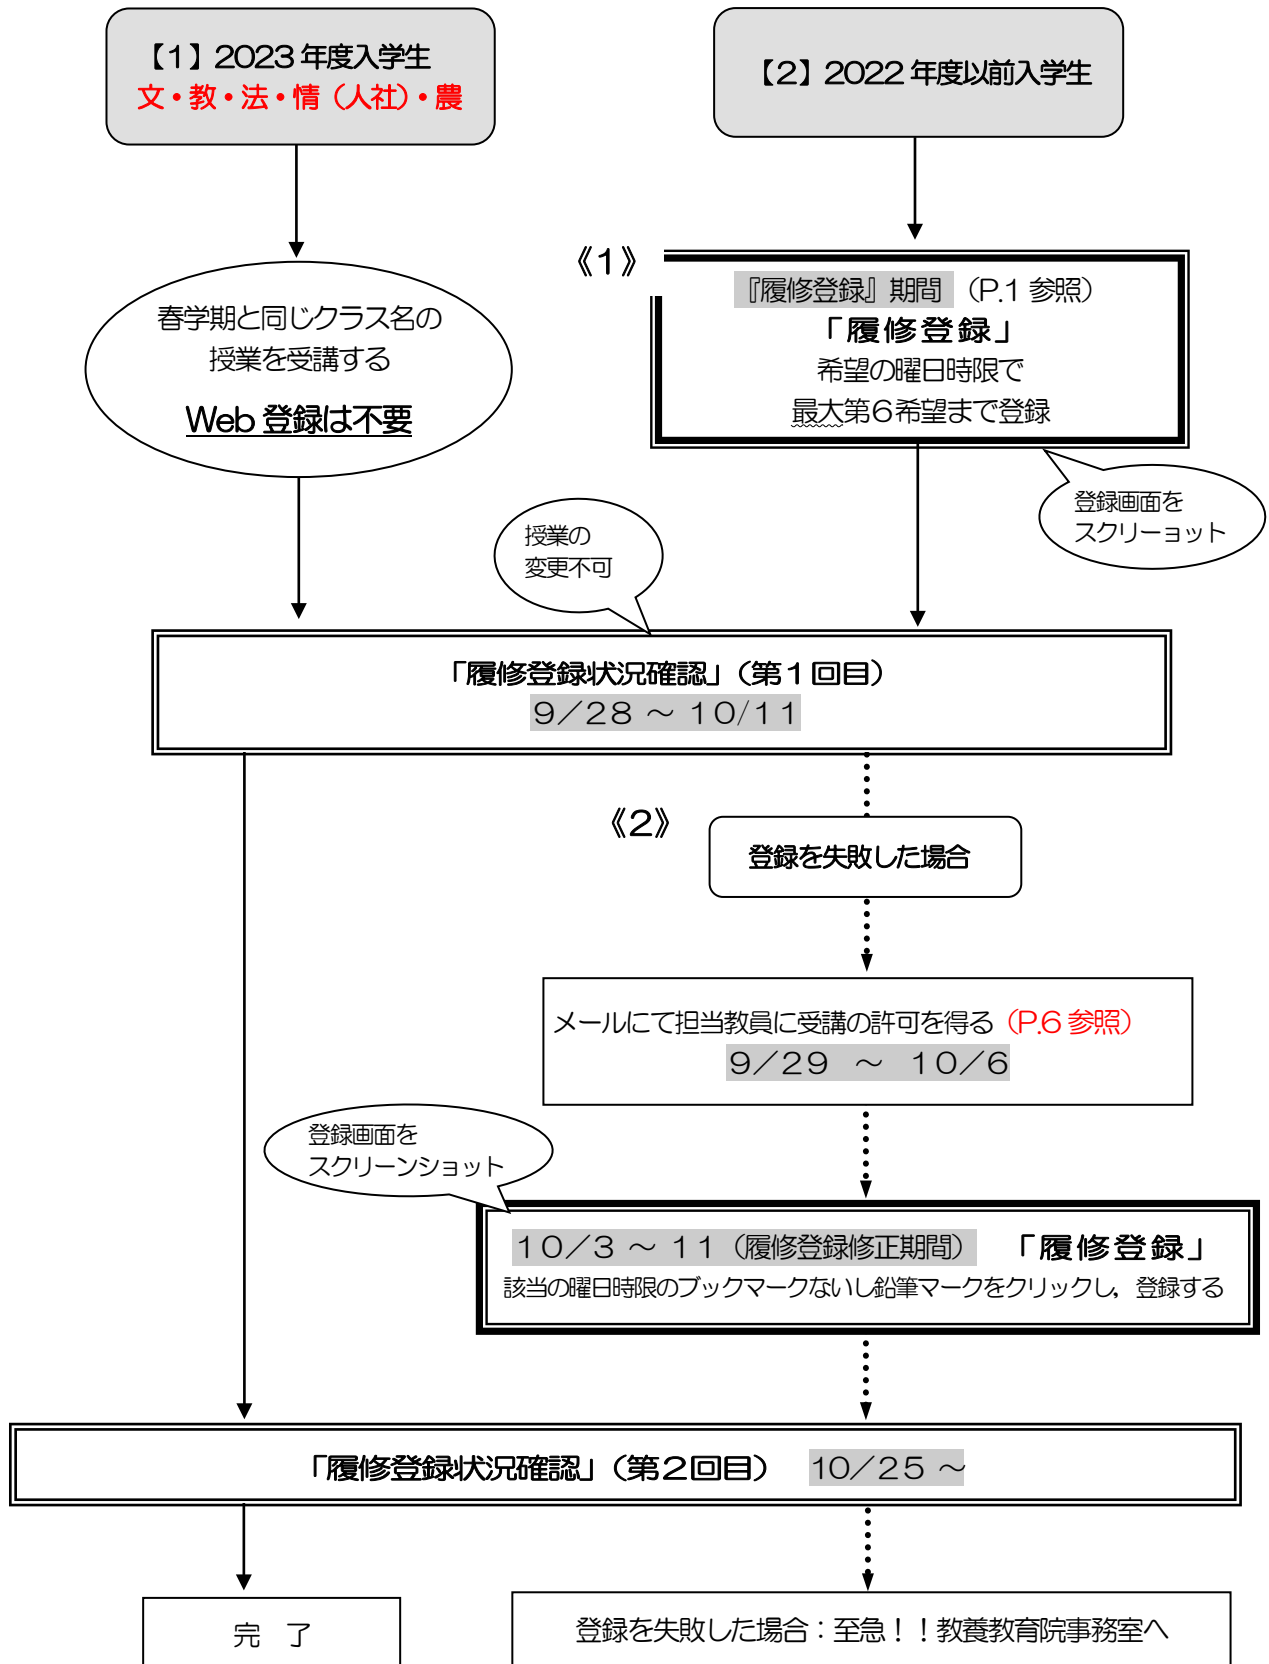 【1】2023年度入学生
文・教・法・情（人社）・農
【2】2022年度以前入学生
《1》
『履修登録』期間（P.1参照）
「履修登録」
希望の曜日時限で
最大第6希望まで登録
春学期と同じクラス名の
授業を受講する
Web登録は不要
登録画面を
スクリーョット
授業の
変更不可
「履修登録状況確認」（第1回目）
9／28 ～ 10/11
《2》
登録を失敗した場合
メールにて担当教員に受講の許可を得る（P.6参照）
9／29 ～ 10／6
登録画面を
スクリーンショット
10／3 ～ 11（履修登録修正期間） 「履修登録」
該当の曜日時限のブックマークないし鉛筆マークをクリックし，登録する
「履修登録状況確認」（第2回目） 10／25 ～
完 了
登録を失敗した場合：至急！！教養教育院事務室へ